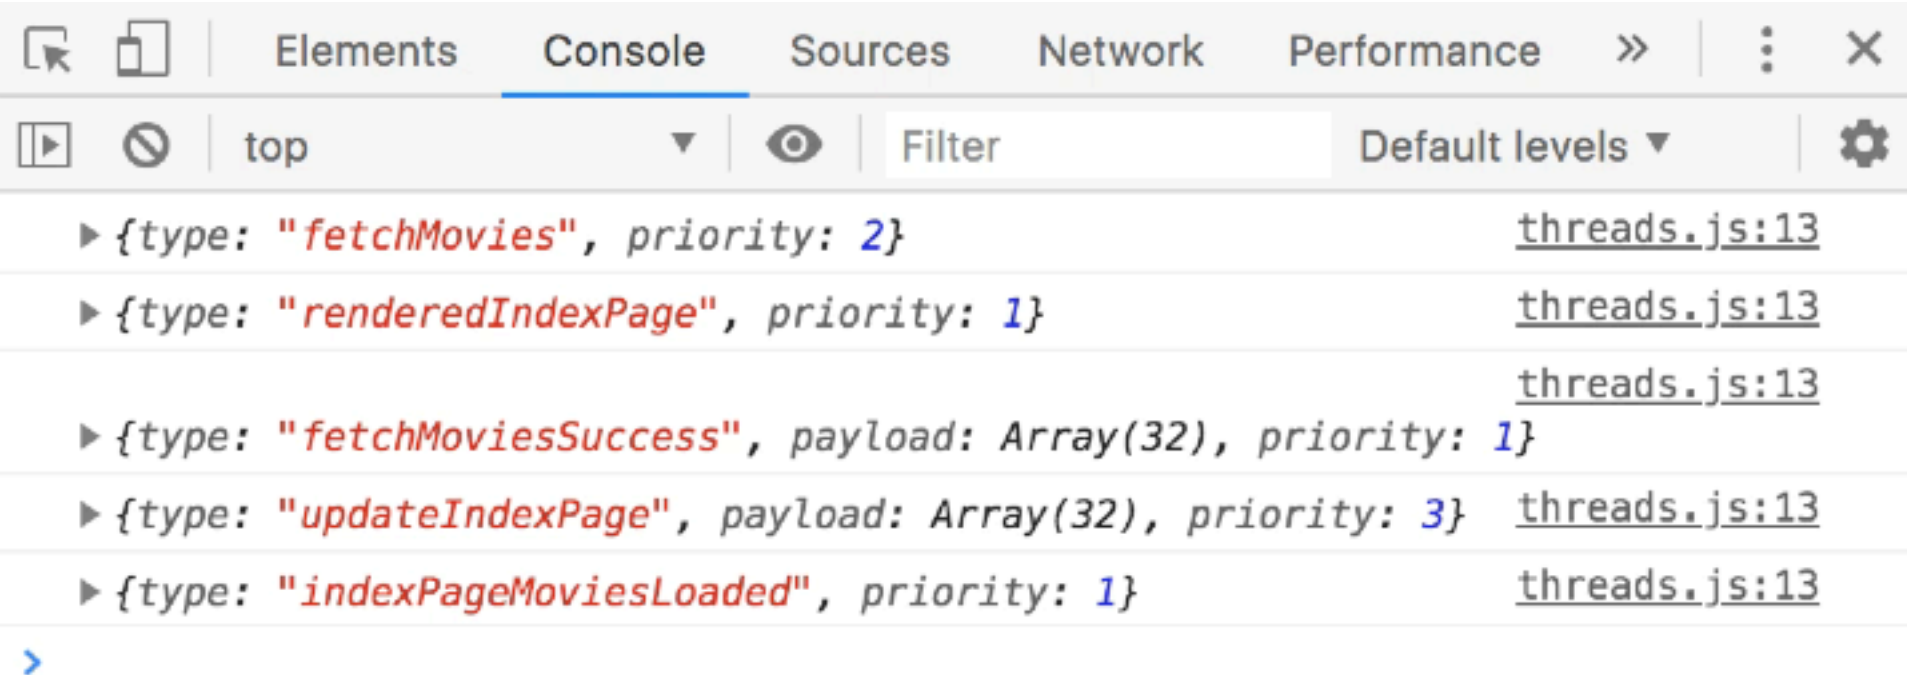 Elements Console Sources Network Performance »
top ▼ Filter Default levels ▼
▶ {type: "fetchMovies", priority: 2} threads.js:13
▶ {type: "renderedIndexPage", priority: 1} threads.js:13
threads.js:13
▶ {type: "fetchMoviesSuccess", payload: Array(32), priority: 1}
▶ {type: "updateIndexPage", payload: Array(32), priority: 3} threads.js:13
▶ {type: "indexPageMoviesLoaded", priority: 1} threads.js:13
>